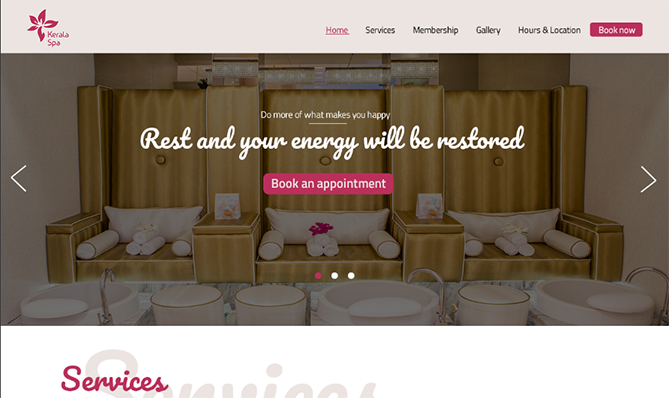 Kerala
Spa
Home Services Membership Gallery Hours & Location Book now
Do more of what makes you happy
Rest and your energy will be restored
Book an appointment
Services
Services